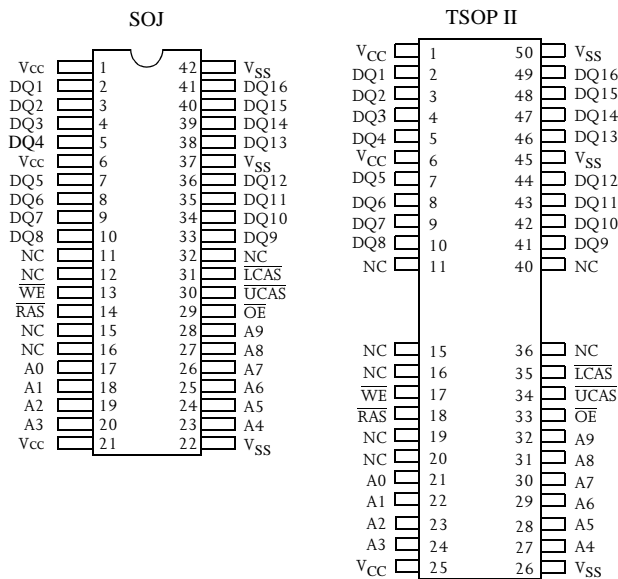 SOJ
Vcc 1 42 VSS
DQ1 2 41 DQ16
DQ2 3 40 DQ15
DQ3 4 39 DQ14
DQ4 5 38 DQ13
Vcc 6 37 VSS
DQ5 7 36 DQ12
DQ6 8 35 DQ11
DQ7 9 34 DQ10
DQ8 10 33 DQ9
NC 11 32 NC
NC 12 31 LCAS
WE 13 30 UCAS
RAS 14 29 OE
NC 15 28 A9
NC 16 27 A8
A0 17 26 A7
A1 18 25 A6
A2 19 24 A5
A3 20 23 A4
Vcc 21 22 VSS
TSOP II
VCC 1 50 VSS
DQ1 2 49 DQ16
DQ2 3 48 DQ15
DQ3 4 47 DQ14
DQ4 5 46 DQ13
VCC 6 45 VSS
DQ5 7 44 DQ12
DQ6 8 43 DQ11
DQ7 9 42 DQ10
DQ8 10 41 DQ9
NC 11 40 NC
NC 15 36 NC
NC 16 35 LCAS
WE 17 34 UCAS
RAS 18 33 OE
NC 19 32 A9
NC 20 31 A8
A0 21 30 A7
A1 22 29 A6
A2 23 28 A5
A3 24 27 A4
VCC 25 26 VSS